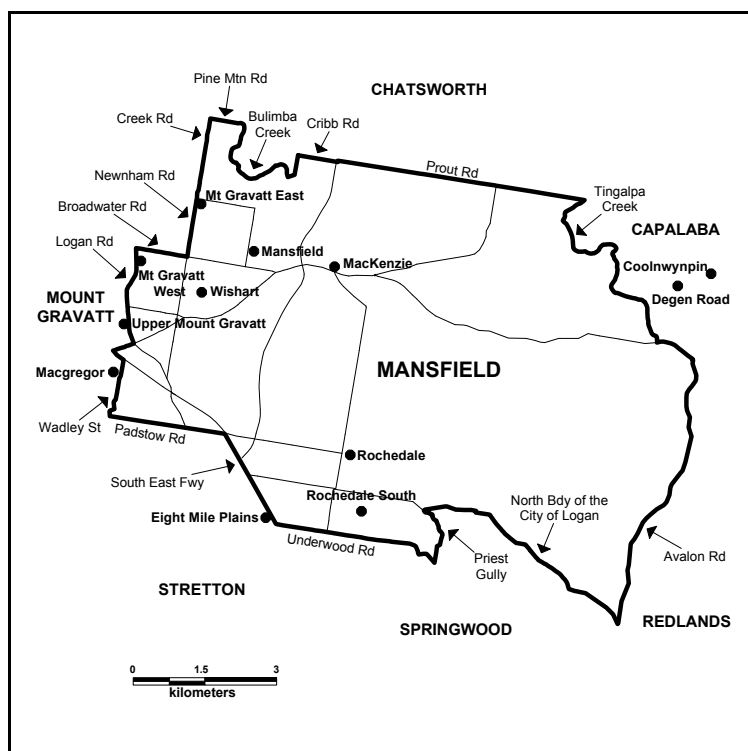 Pine Mtn Rd
CHATSWORTH
Creek Rd
Bulimba
Creek
Cribb Rd
Prout Rd
Newnham Rd
Mt Gravatt East
Tingalpa
Creek
Broadwater Rd
CAPALABA
Logan Rd
Mansfield
MacKenzie
Coolnwynpin
Mt Gravatt
West
Wishart
Degen Road
MOUNT
GRAVATT
Upper Mount Gravatt
Macgregor
MANSFIELD
Wadley St
Padstow Rd
Rochedale
South East Fwy
Rochedale South
North Bdy of the
City of Logan
Eight Mile Plains
Underwood Rd
Priest
Gully
Avalon Rd
STRETTON
SPRINGWOOD
REDLANDS
0 1.5 3
kilometers